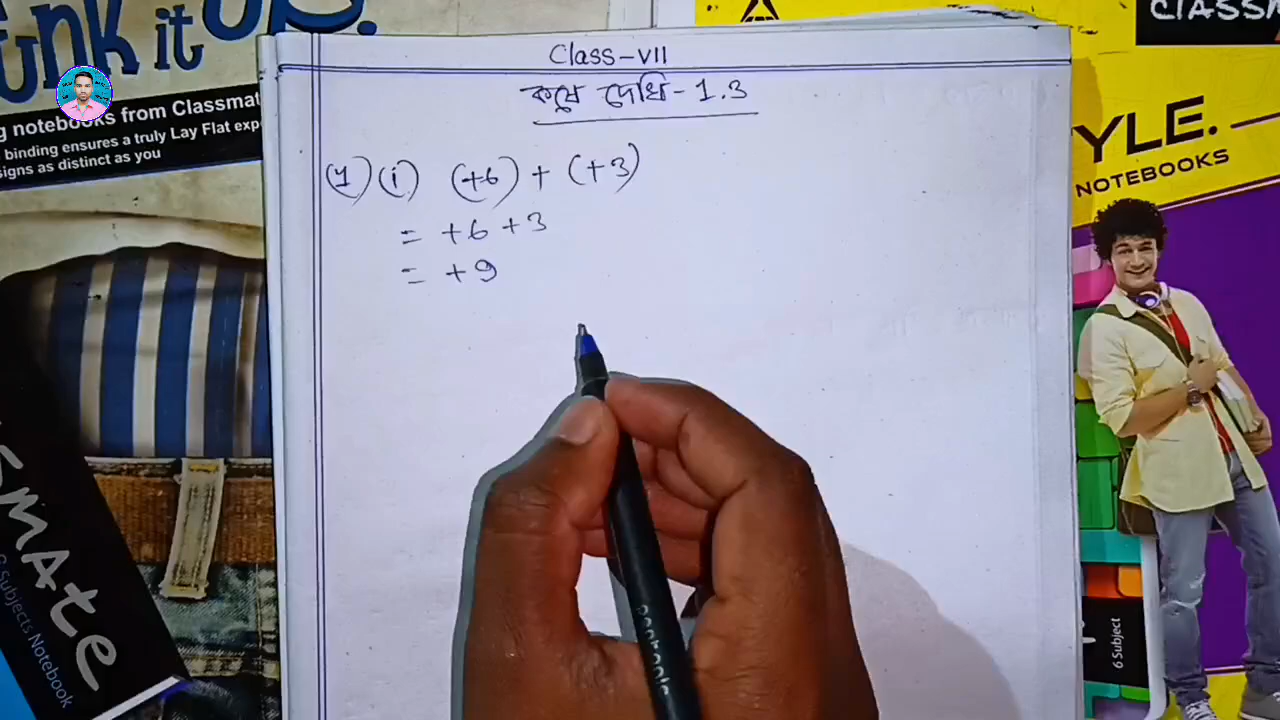 unk it UP.
ng notebooks from Classmat
binding ensures a truly Lay Flat exp
signs as distinct as you
CLASSM
YLE.
NOTEBOOKS
Class-VII
কষে দেখি-1.3
(1) (i) (+6) + (+3)
= +6 +3
= +9
SMATE
6 Subjects Notebook
6 Subject